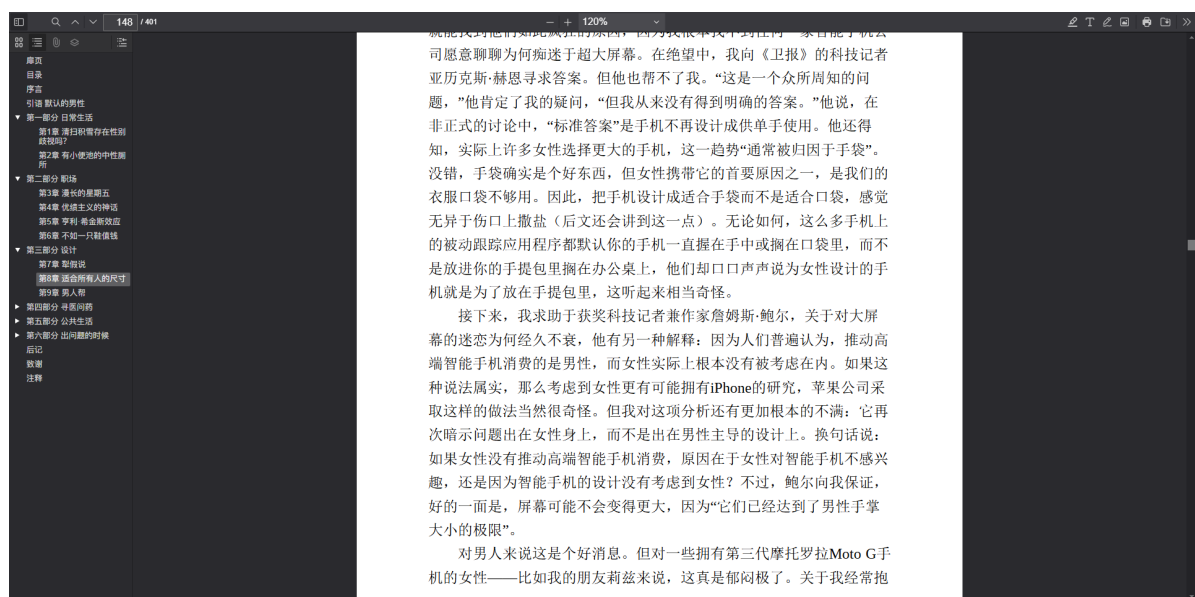 148 / 401
120%
扉页
目录
序言
引语 默认的男性
第一部分 日常生活
第1章 清扫积雪存在性别
歧视吗?
第2章 有小便池的中性厕
所
第二部分 职场
第3章 漫长的星期五
第4章 优绩主义的神话
第5章 亨利·希金斯效应
第6章 不如一只鞋值钱
第三部分 设计
第7章 犁假说
第8章 适合所有人的尺寸
第9章 男人帮
第四部分 寻医问药
第五部分 公共生活
第六部分 出问题的时候
后记
致谢
注释
就能找到他们如此疯狂的原因，因为我根本找不到任何一家智能手机公
司愿意聊聊为何痴迷于超大屏幕。在绝望中，我向《卫报》的科技记者
亚历克斯·赫恩寻求答案。但他也帮不了我。“这是一个众所周知的问
题，”他肯定了我的疑问，“但我从来没有得到明确的答案。”他说，在
非正式的讨论中，“标准答案”是手机不再设计成供单手使用。他还得
知，实际上许多女性选择更大的手机，这一趋势“通常被归因于手袋”。
没错，手袋确实是个好东西，但女性携带它的首要原因之一，是我们的
衣服口袋不够用。因此，把手机设计成适合手袋而不是适合口袋，感觉
无异于伤口上撒盐（后文还会讲到这一点）。无论如何，这么多手机上
的被动跟踪应用程序都默认你的手机一直握在手中或搁在口袋里，而不
是放进你的手提包里搁在办公桌上，他们却口口声声说为女性设计的手
机就是为了放在手提包里，这听起来相当奇怪。
接下来，我求助于获奖科技记者兼作家詹姆斯·鲍尔，关于对大屏
幕的迷恋为何经久不衰，他有另一种解释：因为人们普遍认为，推动高
端智能手机消费的是男性，而女性实际上根本没有被考虑在内。如果这
种说法属实，那么考虑到女性更有可能拥有iPhone的研究，苹果公司采
取这样的做法当然很奇怪。但我对这项分析还有更加根本的不满：它再
次暗示问题出在女性身上，而不是出在男性主导的设计上。换句话说：
如果女性没有推动高端智能手机消费，原因在于女性对智能手机不感兴
趣，还是因为智能手机的设计没有考虑到女性？不过，鲍尔向我保证，
好的一面是，屏幕可能不会变得更大，因为“它们已经达到了男性手掌
大小的极限”。
对男人来说这是个好消息。但对一些拥有第三代摩托罗拉Moto G手
机的女性——比如我的朋友莉兹来说，这真是郁闷极了。关于我经常抱